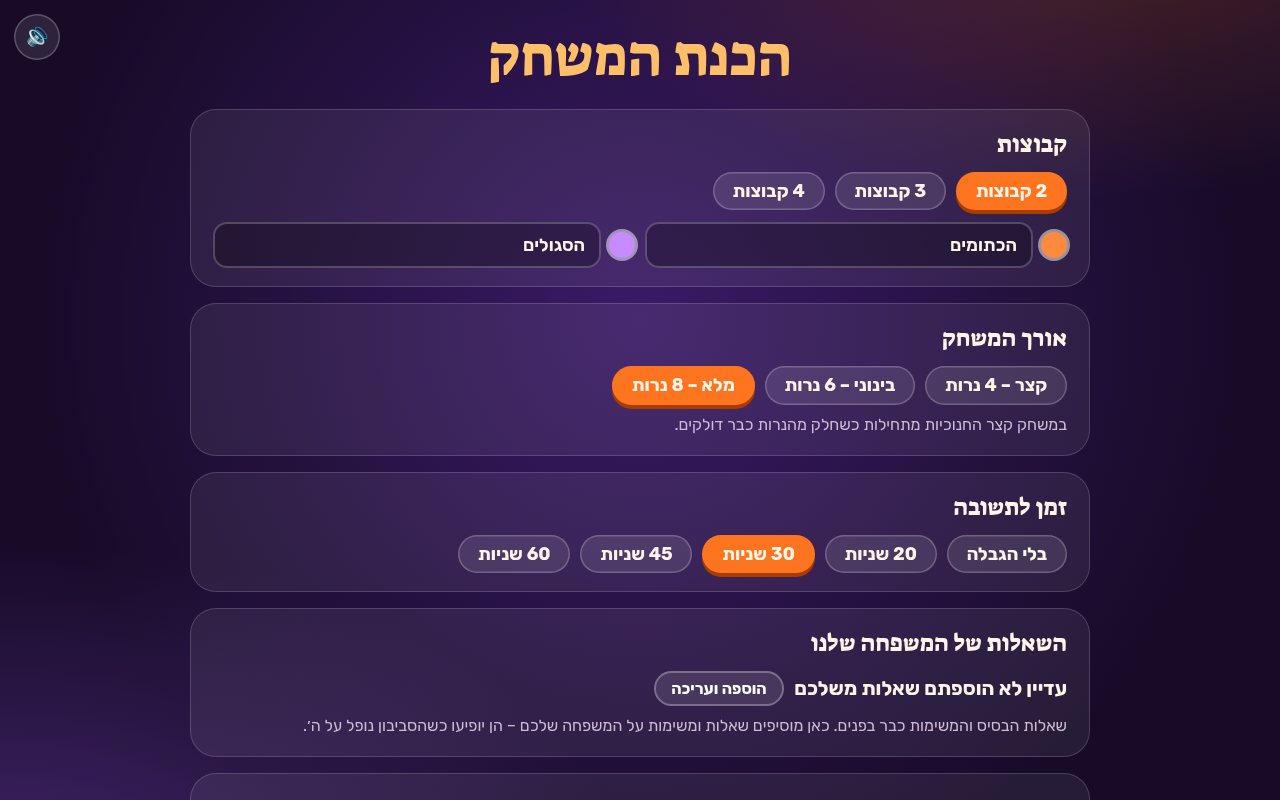 הכנת המשחק
קבוצות
2 קבוצות
3 קבוצות
4 קבוצות
הכתומים
הסגולים
אורך המשחק
קצר – 4 נרות
בינוני – 6 נרות
מלא – 8 נרות
במשחק קצר החנוכיות מתחילות כשחלק מהנרות כבר דולקים.
זמן לתשובה
בלי הגבלה
20 שניות
30 שניות
45 שניות
60 שניות
השאלות של המשפחה שלנו
עדיין לא הוספתם שאלות משלכם
הוספה ועריכה
שאלות הבסיס והמשימות כבר בפנים. כאן מוסיפים שאלות ומשימות על המשפחה שלכם – הן יופיעו כשהסביבון נופל על ה׳.